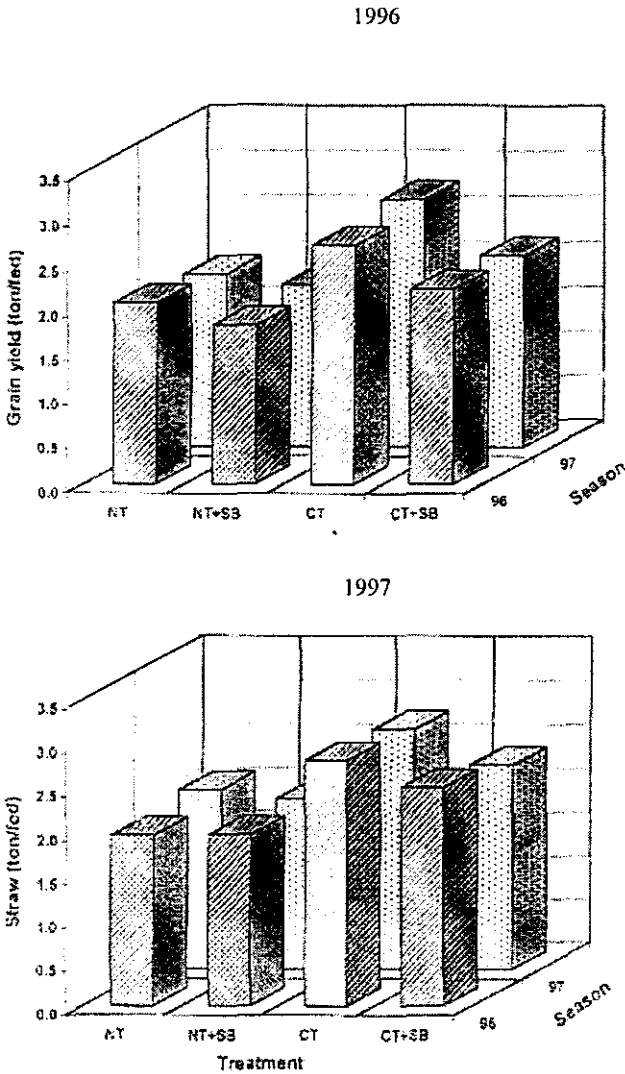 1996
Grain yield (ton/fed)
3.5
3.0
2.5
2.0
1.5
1.0
0.5
0.0
NT
NT+SB
CT
CT+SB
96
97
Season
1997
Straw (ton/fed)
3.5
3.0
2.5
2.0
1.5
1.0
0.5
0.0
NT
NT+SB
CT
CT+SB
96
97
Season
Treatment